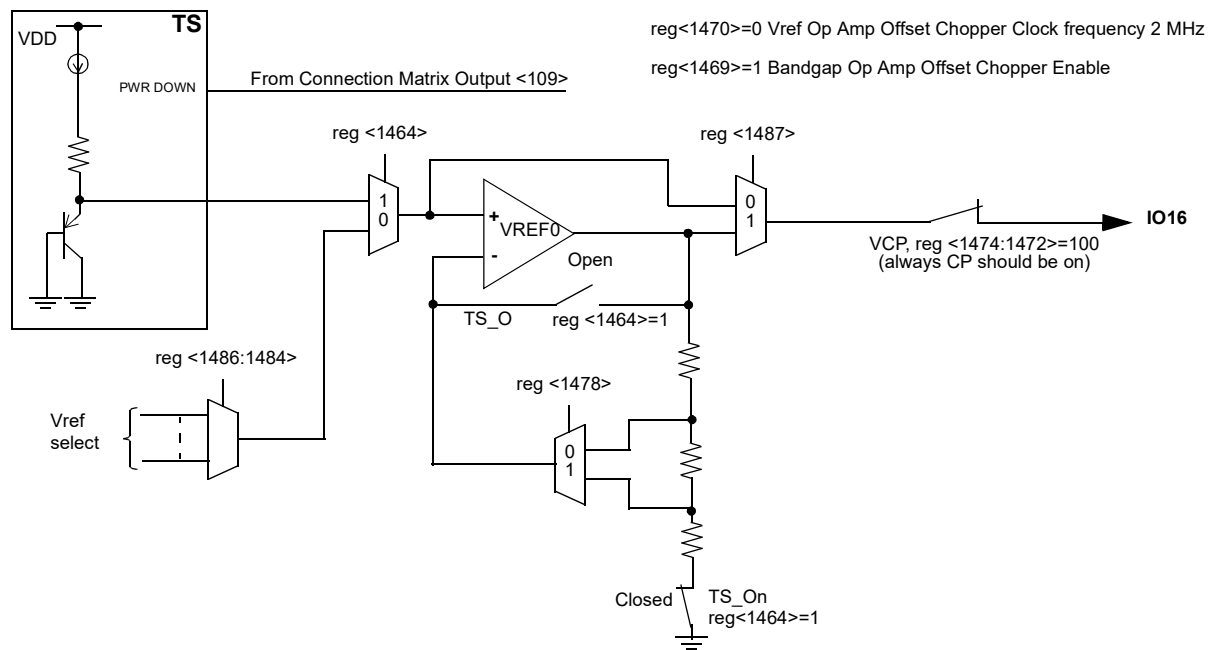 TS
VDD
PWR DOWN
From Connection Matrix Output <109>
reg<1470>=0 Vref Op Amp Offset Chopper Clock frequency 2 MHz
reg<1469>=1 Bandgap Op Amp Offset Chopper Enable
reg <1464>
reg <1487>
1
0
+
VREF0
-
0
1
IO16
VCP, reg <1474:1472>=100
(always CP should be on)
Open
TS_O
reg <1464>=1
reg <1486:1484>
reg <1478>
Vref
select
0
1
Closed
TS_On
reg<1464>=1